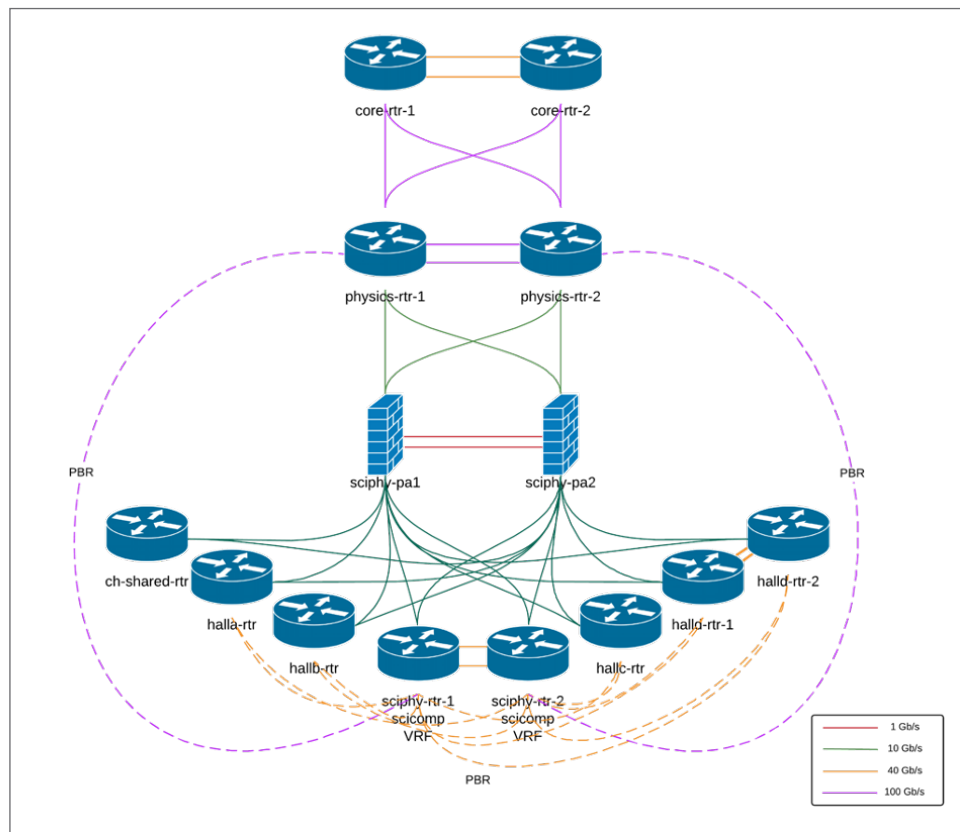 core-rtr-1
core-rtr-2
physics-rtr-1
physics-rtr-2
sciphy-pa1
sciphy-pa2
PBR
PBR
ch-shared-rtr
halla-rtr
hallb-rtr
sciphy-rtr-1
scicomp
VRF
sciphy-rtr-2
scicomp
VRF
hallc-rtr
halld-rtr-1
halld-rtr-2
PBR
1 Gb/s
10 Gb/s
40 Gb/s
100 Gb/s